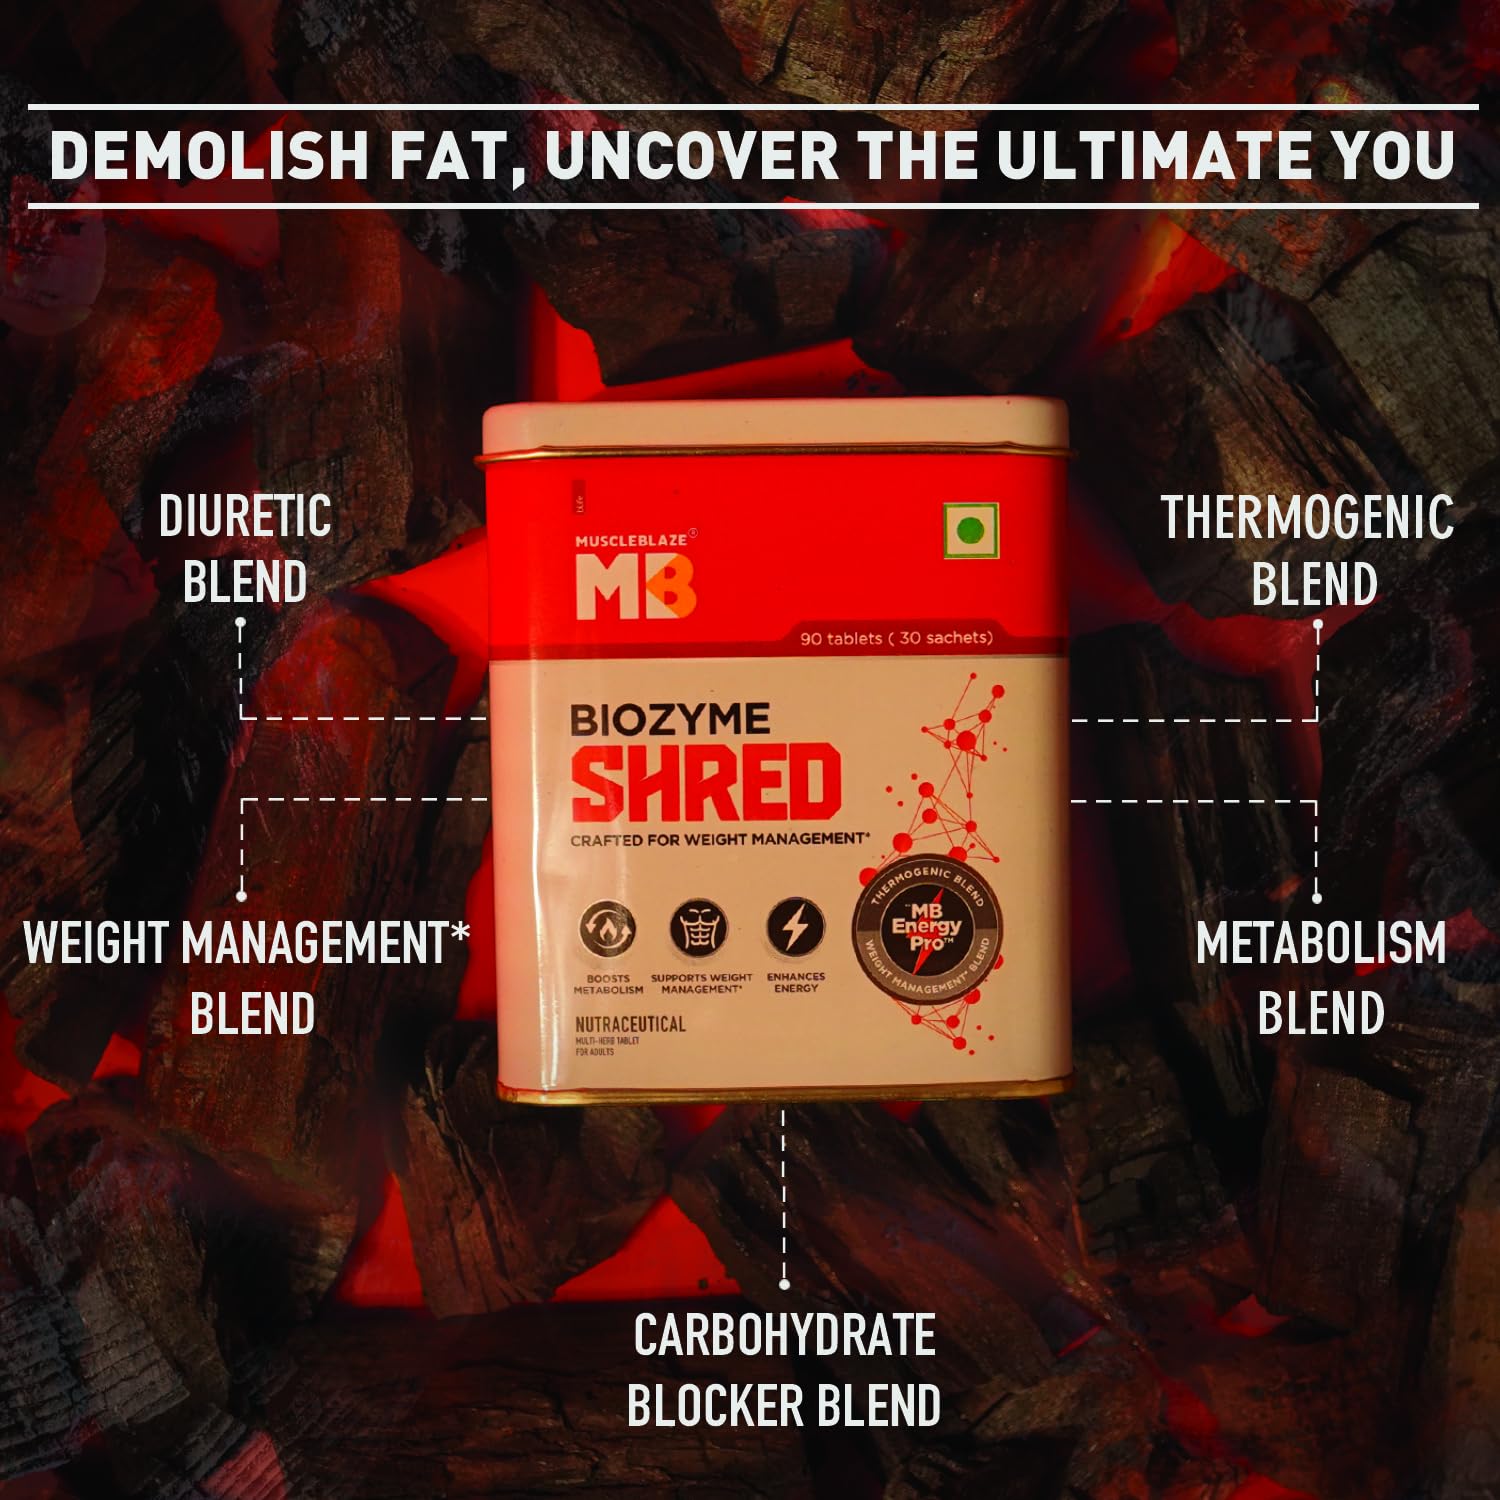 DEMOLISH FAT, UNCOVER THE ULTIMATE YOU
DIURETIC
BLEND
THERMOGENIC
BLEND
MUSCLEBLAZE®
MB
90 tablets ( 30 sachets)
BIOZYME
SHRED
CRAFTED FOR WEIGHT MANAGEMENT*
THERMOGENIC BLEND
MB
Energy
Pro™
WEIGHT MANAGEMENT* BLEND
BOOSTS
METABOLISM
SUPPORTS WEIGHT
MANAGEMENT*
ENHANCES
ENERGY
NUTRACEUTICAL
MULTI-HERB TABLET
FOR ADULTS
WEIGHT MANAGEMENT*
BLEND
METABOLISM
BLEND
CARBOHYDRATE
BLOCKER BLEND